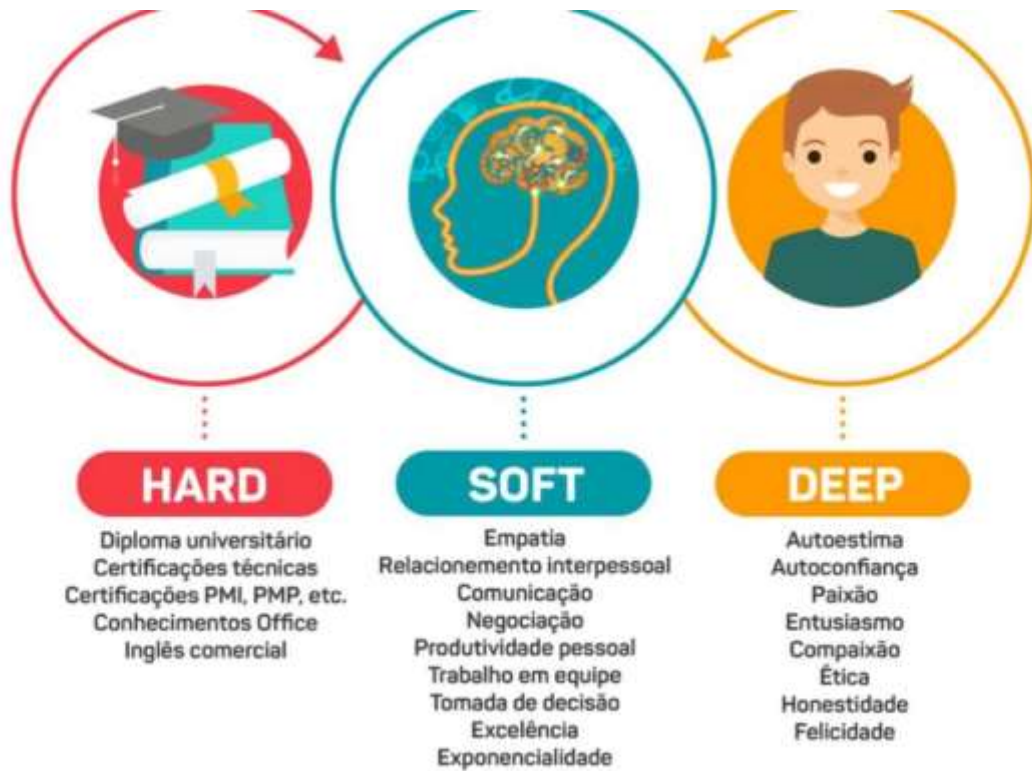 HARD
Diploma universitário
Certificações técnicas
Certificações PMI, PMP, etc.
Conhecimentos Office
Inglês comercial
SOFT
Empatia
Relacionemento interpessoal
Comunicação
Negociação
Produtividade pessoal
Trabalho em equipe
Tomada de decisão
Excelência
Exponencialidade
DEEP
Autoestima
Autoconfiança
Paixão
Entusiasmo
Compaixão
Ética
Honestidade
Felicidade